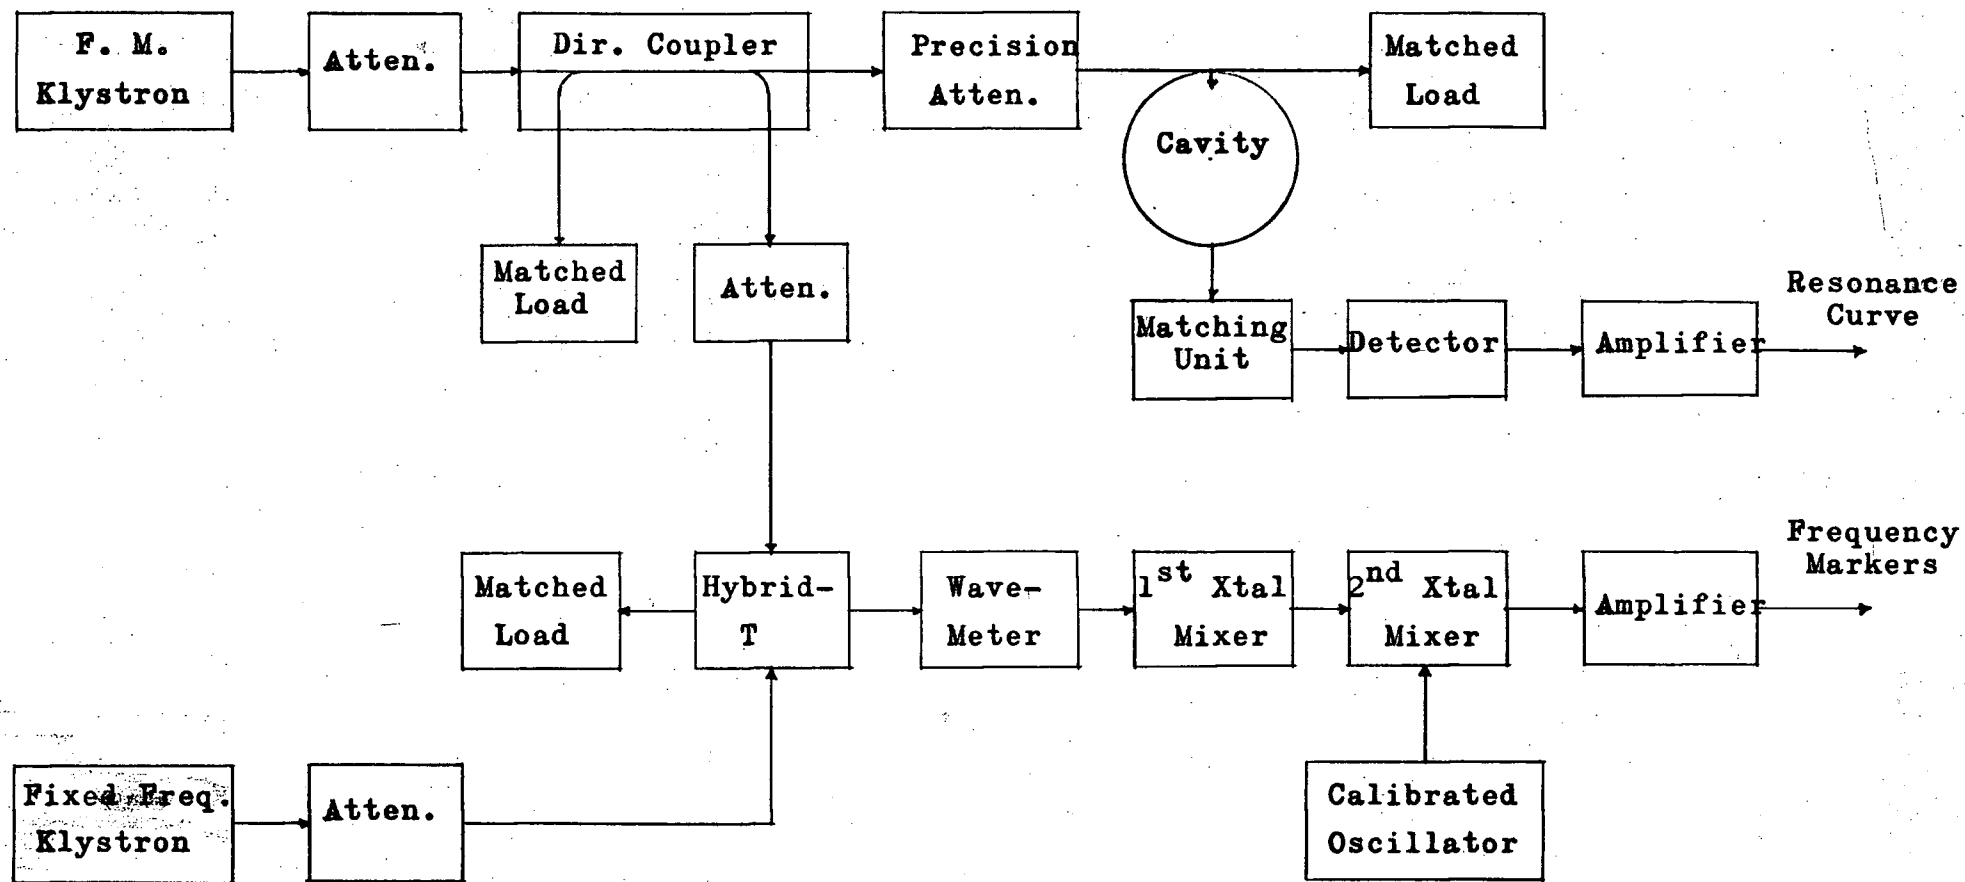 F. M.
Klystron
Atten.
Dir. Coupler
Precision
Atten.
Matched
Load
Cavity
Matched
Load
Atten.
Matching
Unit
Detector
Amplifier
Resonance
Curve
Matched
Load
Hybrid-
T
Wave-
Meter
1st Xtal
Mixer
2nd Xtal
Mixer
Amplifier
Frequency
Markers
Fixed Freq.
Klystron
Atten.
Calibrated
Oscillator